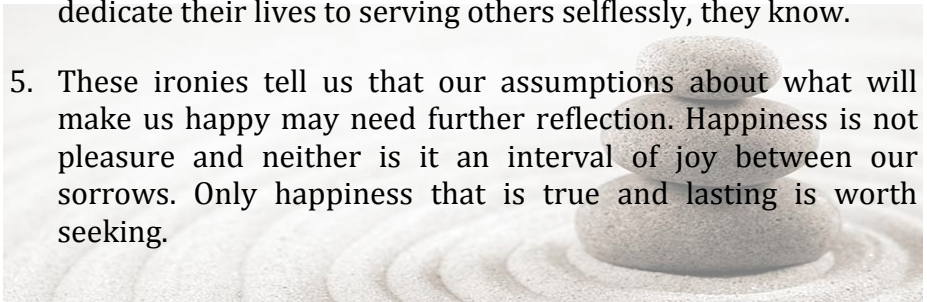 dedicate their lives to serving others selflessly, they know.
5. These ironies tell us that our assumptions about what will
make us happy may need further reflection. Happiness is not
pleasure and neither is it an interval of joy between our
sorrows. Only happiness that is true and lasting is worth
seeking.